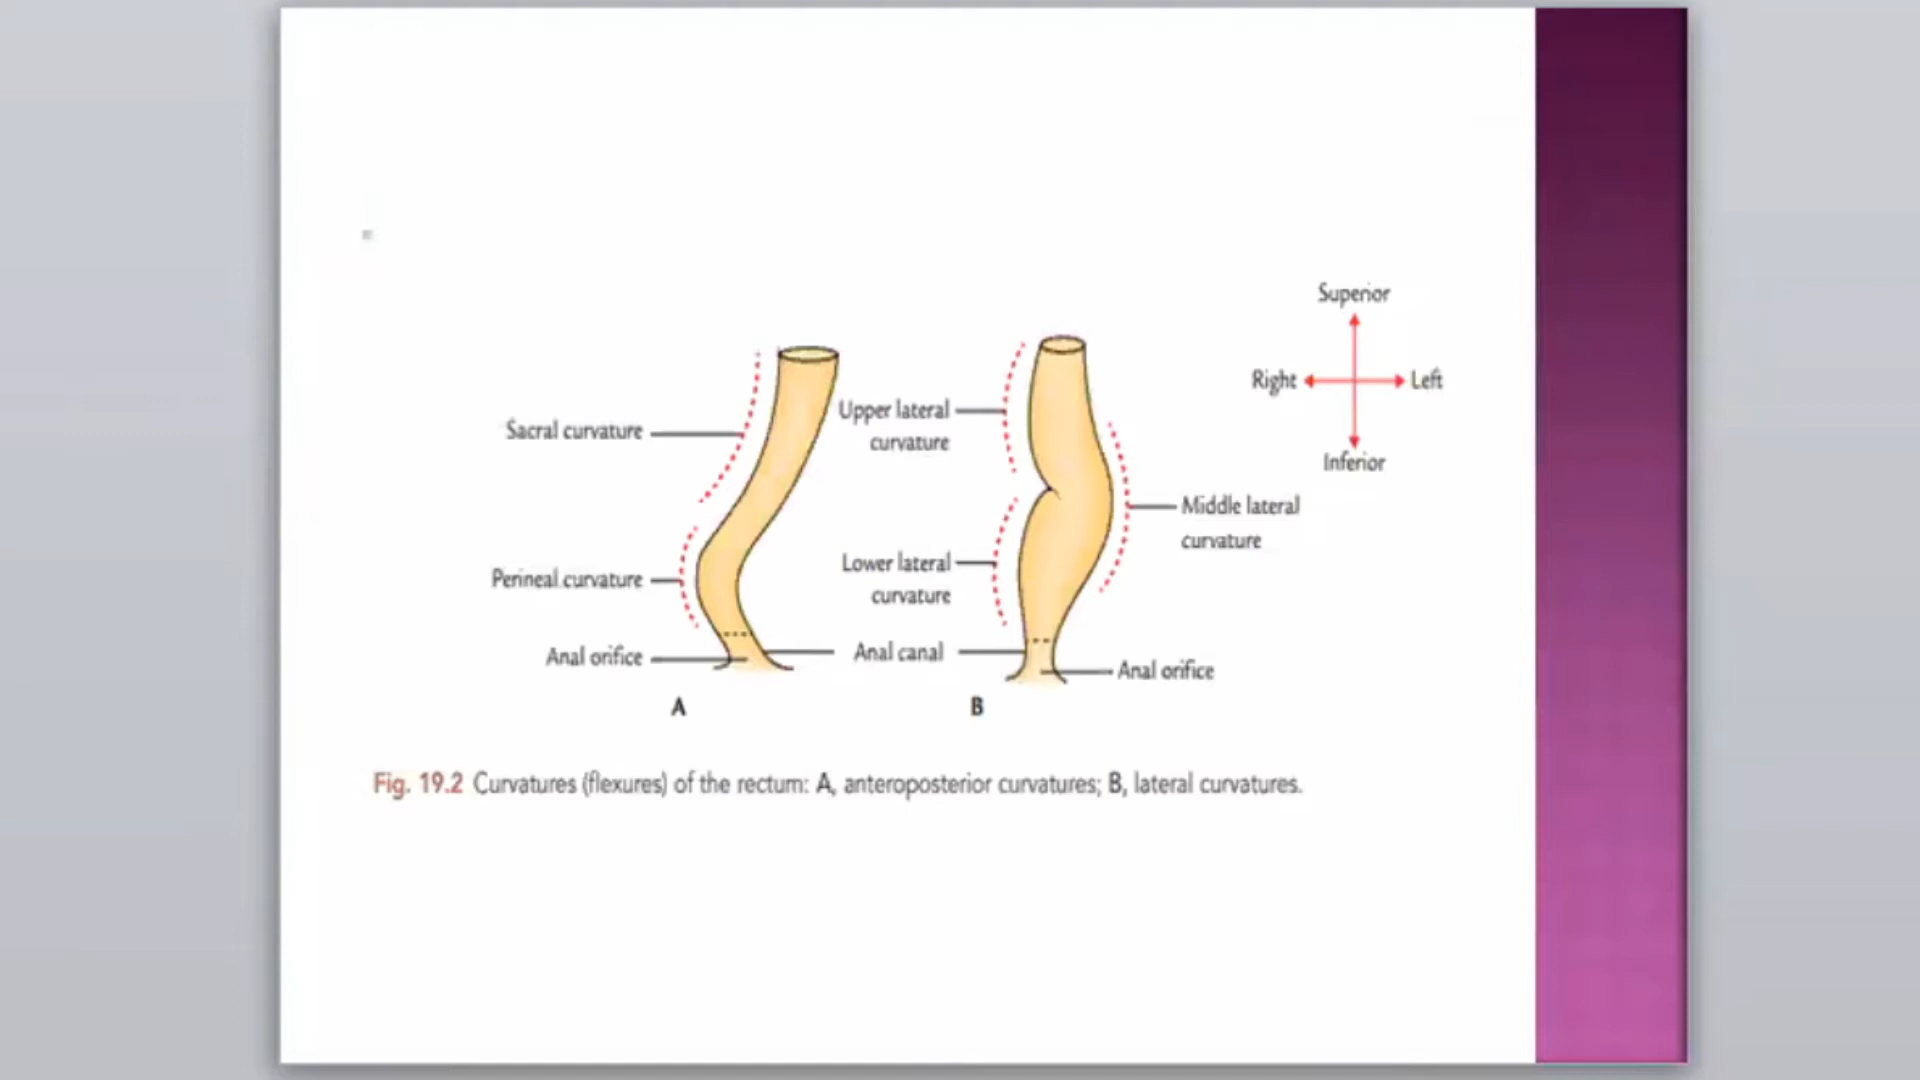 Superior
Right
Left
Inferior
Sacral curvature
Perineal curvature
Anal orifice
A
Upper lateral
curvature
Lower lateral
curvature
Anal canal
B
Middle lateral
curvature
Anal orifice
Fig. 19.2 Curvatures (flexures) of the rectum: A, anteroposterior curvatures; B, lateral curvatures.